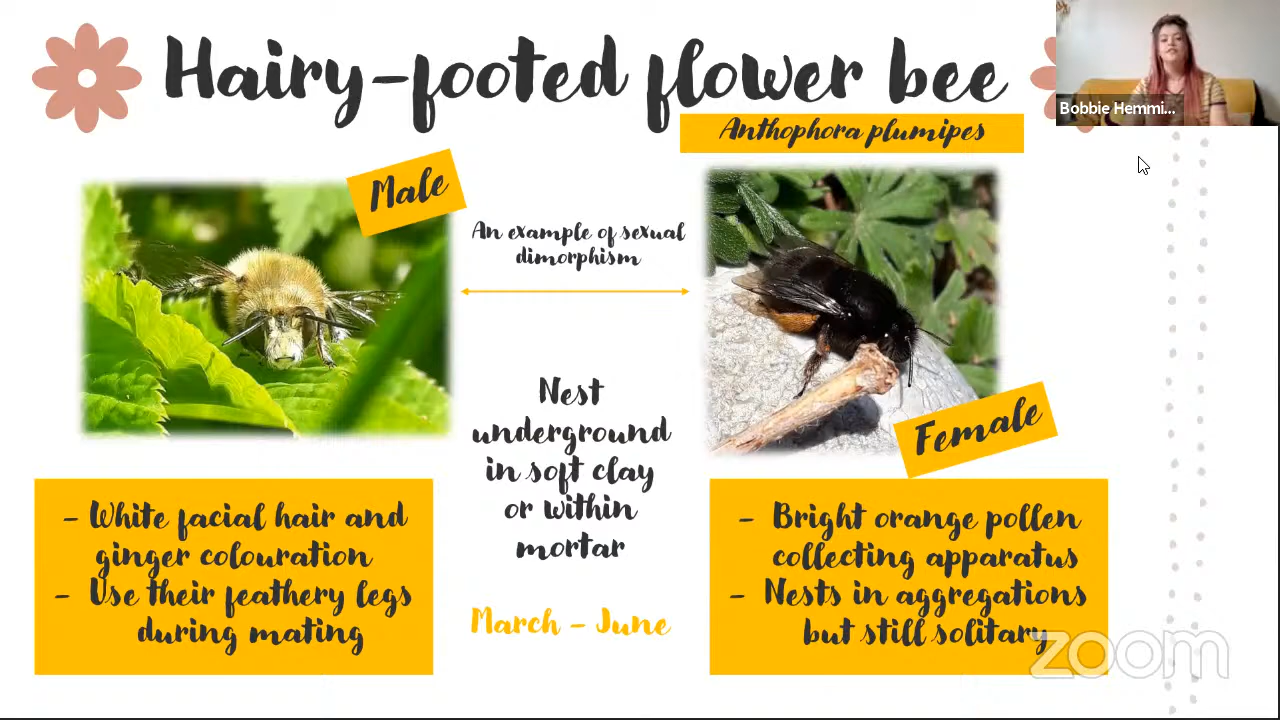 Hairy-footed flower bee
Bobbie Hemmi...
Anthophora plumipes
Male
An example of sexual
dimorphism
Female
Nest
underground
in soft clay
or within
mortar
March - June
- White facial hair and
ginger colouration
- Use their feathery legs
during mating
- Bright orange pollen
collecting apparatus
- Nests in aggregations
but still solitary
zoom